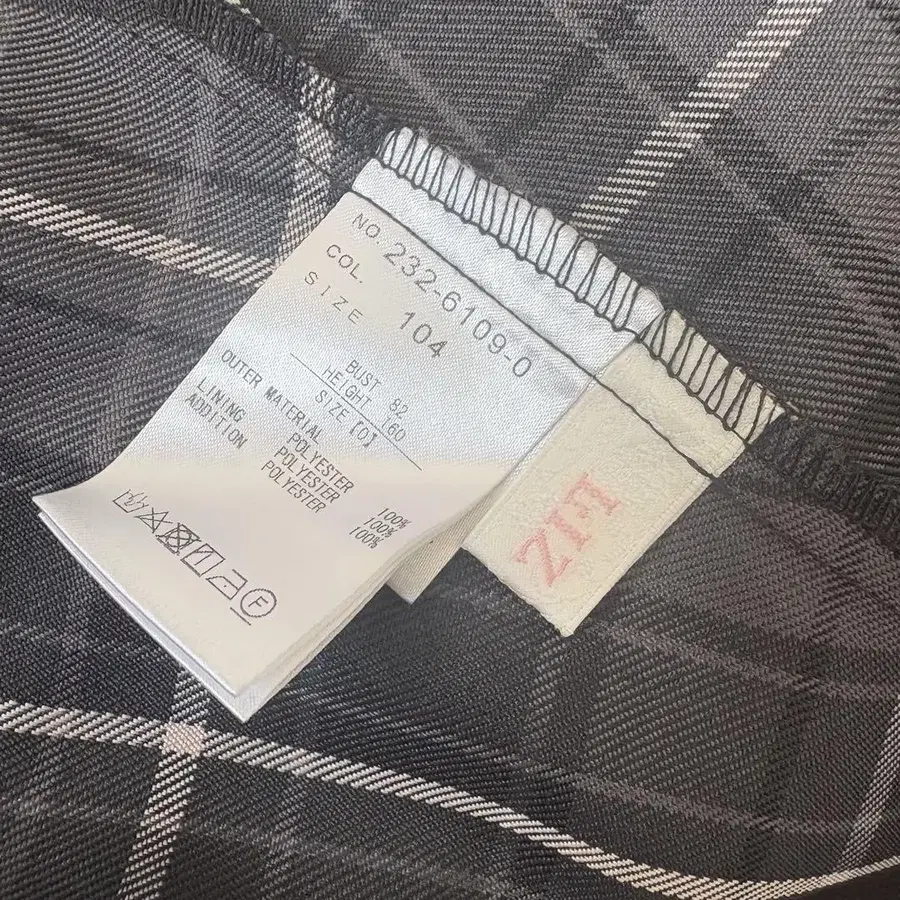 NO. 232-6109-0
COL. 104
SIZE
BUST 82
HEIGHT 160
SIZE [0]
OUTER MATERIAL
POLYESTER 100%
LINING POLYESTER 100%
ADDITION POLYESTER 100%
F
FIZ